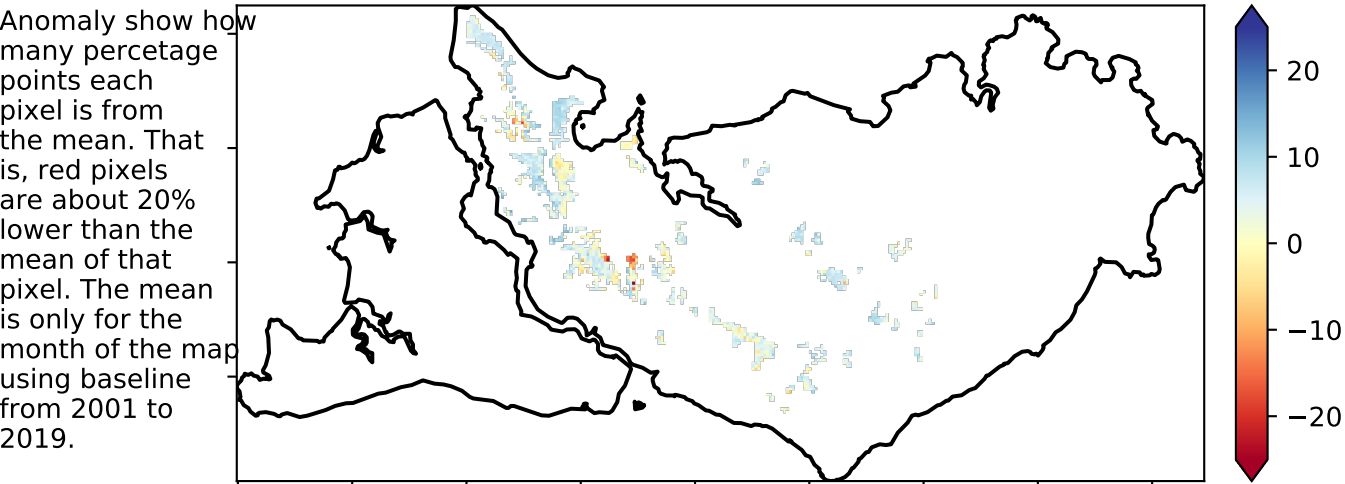 Anomaly show how
many percetage
points each
pixel is from
the mean. That
is, red pixels
are about 20%
lower than the
mean of that
pixel. The mean
is only for the
month of the map
using baseline
from 2001 to
2019.
20
10
0
−10
−20